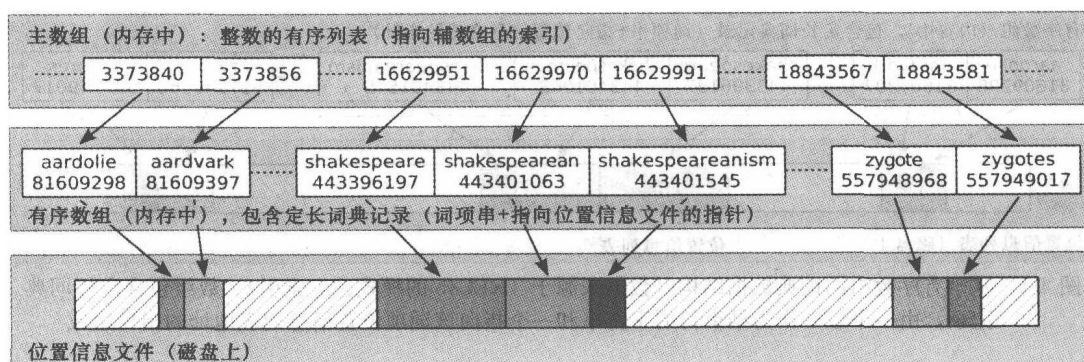 主数组（内存中）：整数的有序列表（指向辅数组的索引）
3373840 3373856 16629951 16629970 16629991 18843567 18843581
aardolie aardvark shakespeare shakespearean shakespeareanism zygote zygotes
81609298 81609397 443396197 443401063 443401545 557948968 557949017
有序数组（内存中），包含定长词典记录（词项串+指向位置信息文件的指针）
位置信息文件（磁盘上）